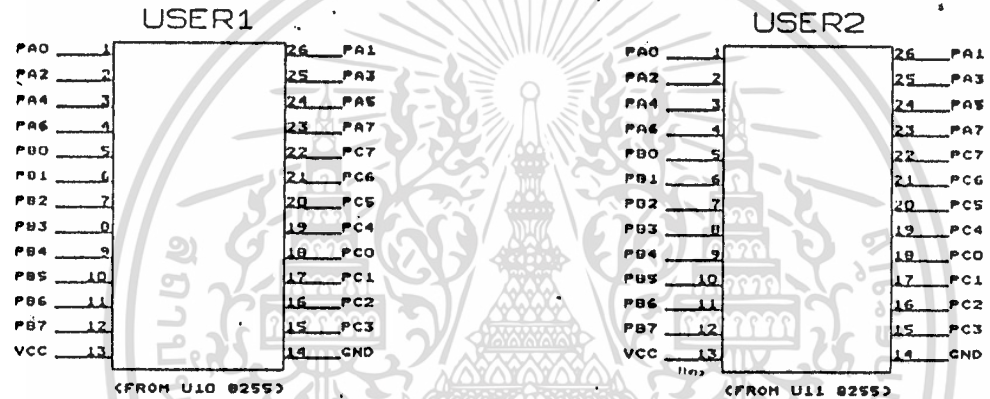 USER1
PA0 1 26 PA1
PA2 2 25 PA3
PA4 3 24 PA5
PA6 4 23 PA7
PB0 5 22 PC7
PB1 6 21 PC6
PB2 7 20 PC5
PB3 8 19 PC4
PB4 9 18 PC0
PB5 10 17 PC1
PB6 11 16 PC2
PB7 12 15 PC3
VCC 13 14 GND
(FROM U10 8255)
USER2
PA0 1 26 PA1
PA2 2 25 PA3
PA4 3 24 PA5
PA6 4 23 PA7
PB0 5 22 PC7
PB1 6 21 PC6
PB2 7 20 PC5
PB3 8 19 PC4
PB4 9 18 PC0
PB5 10 17 PC1
PB6 11 16 PC2
PB7 12 15 PC3
VCC 13 14 GND
(FROM U11 8255)